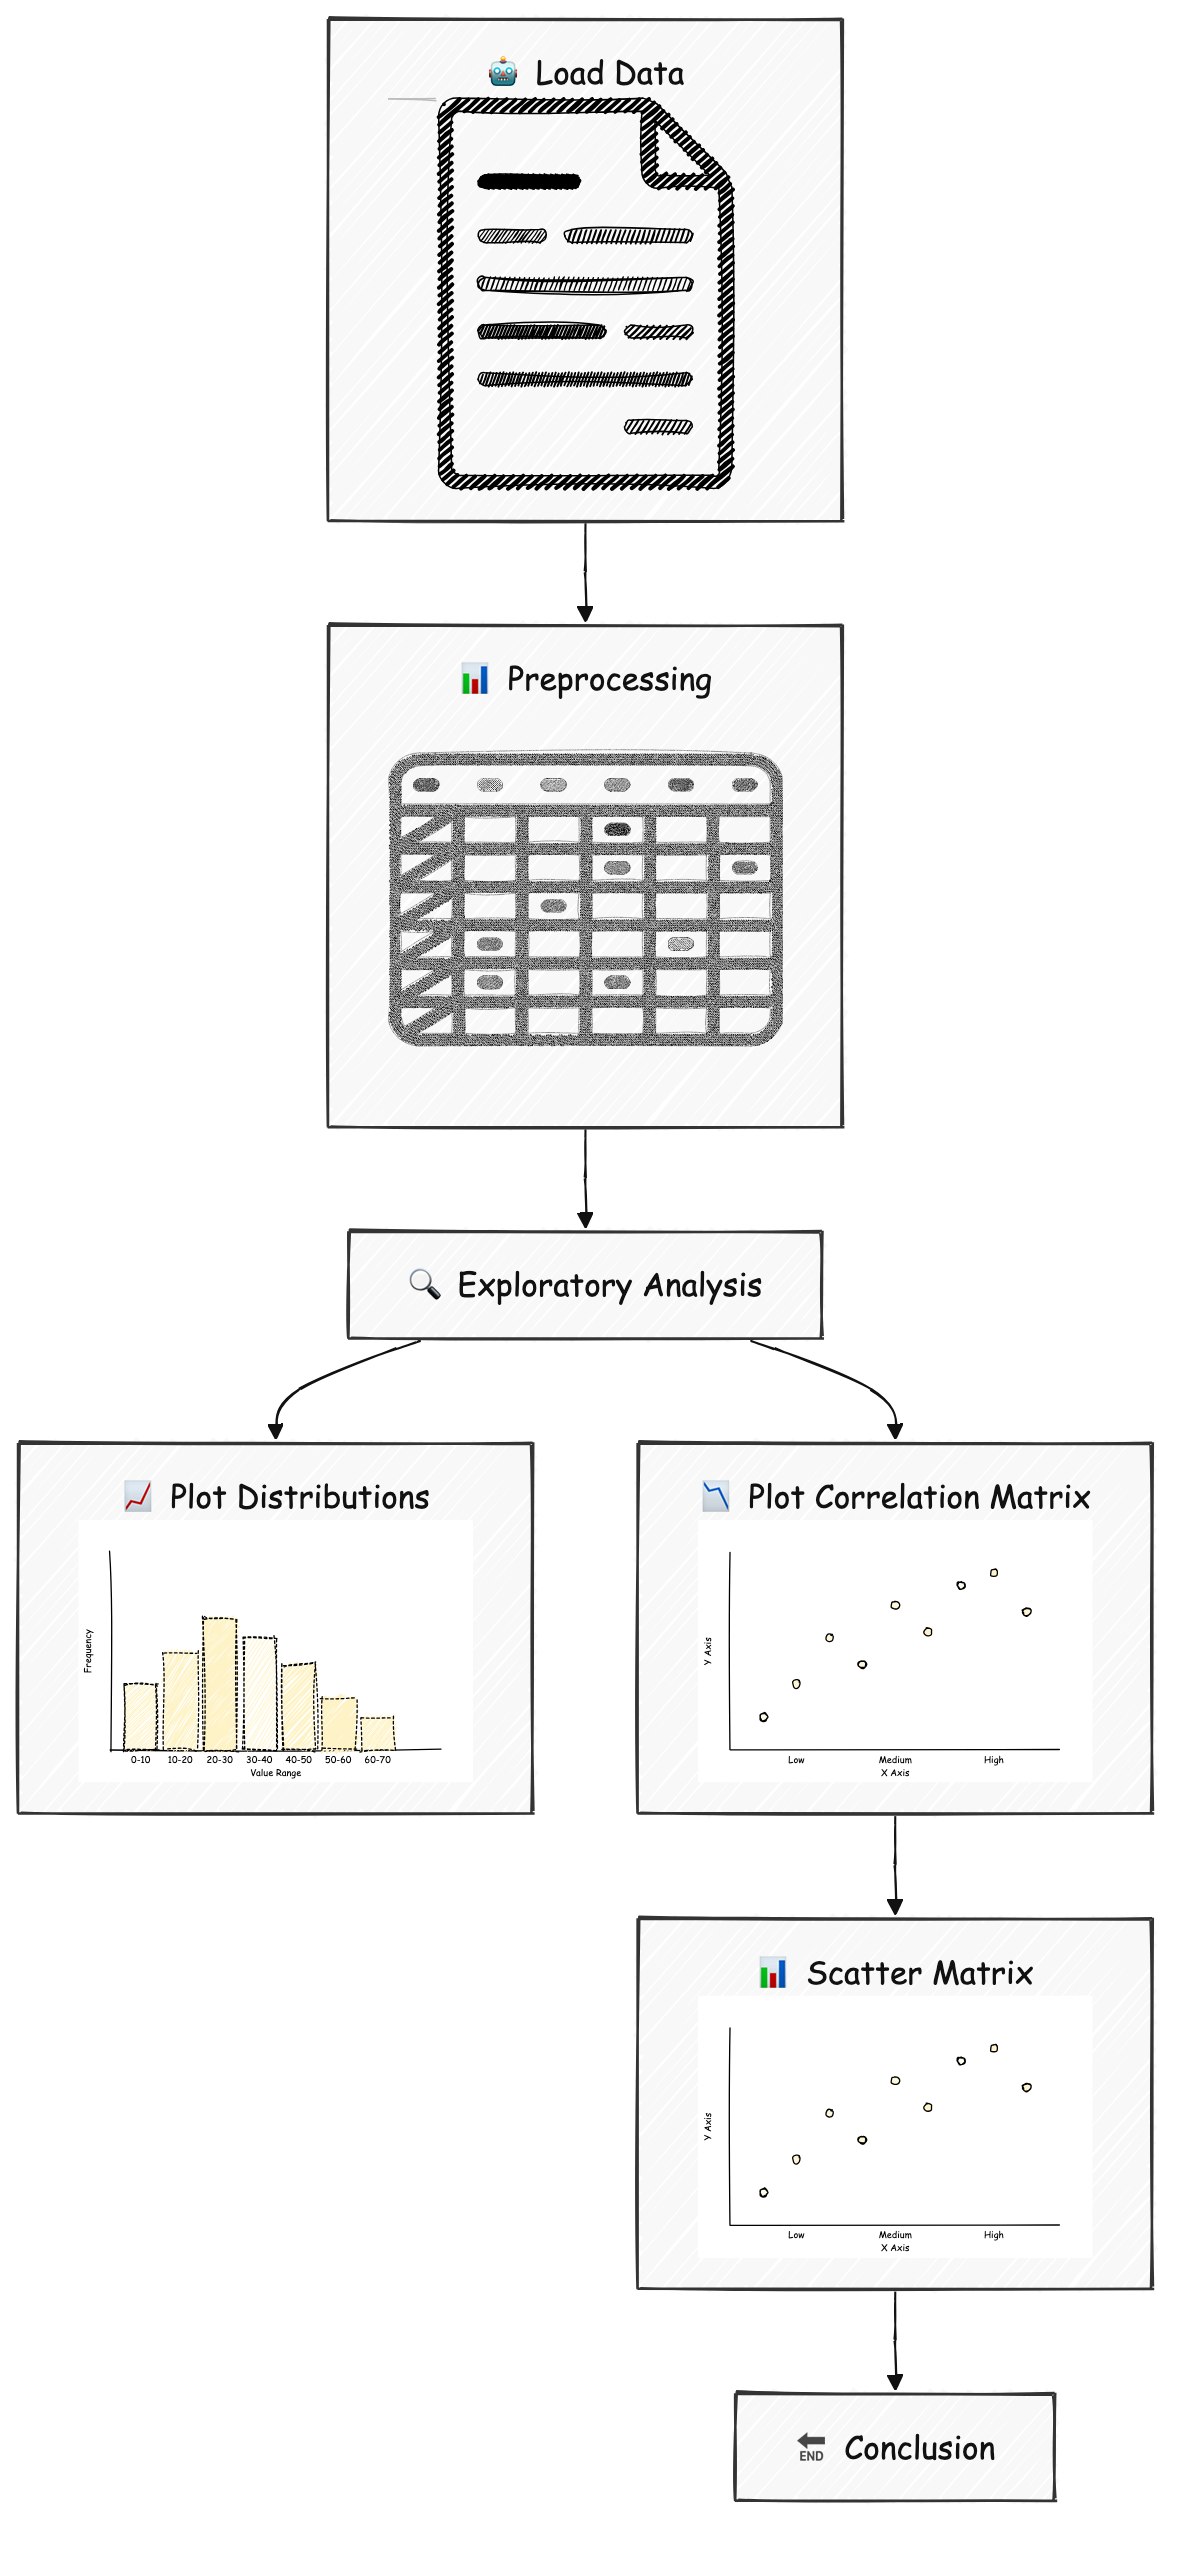 🤖 Load Data
📊 Preprocessing
🔍 Exploratory Analysis
📈 Plot Distributions
Frequency
0-10 10-20 20-30 30-40 40-50 50-60 60-70
Value Range
📉 Plot Correlation Matrix
Y Axis
Low Medium High
X Axis
📊 Scatter Matrix
Y Axis
Low Medium High
X Axis
🔚 Conclusion